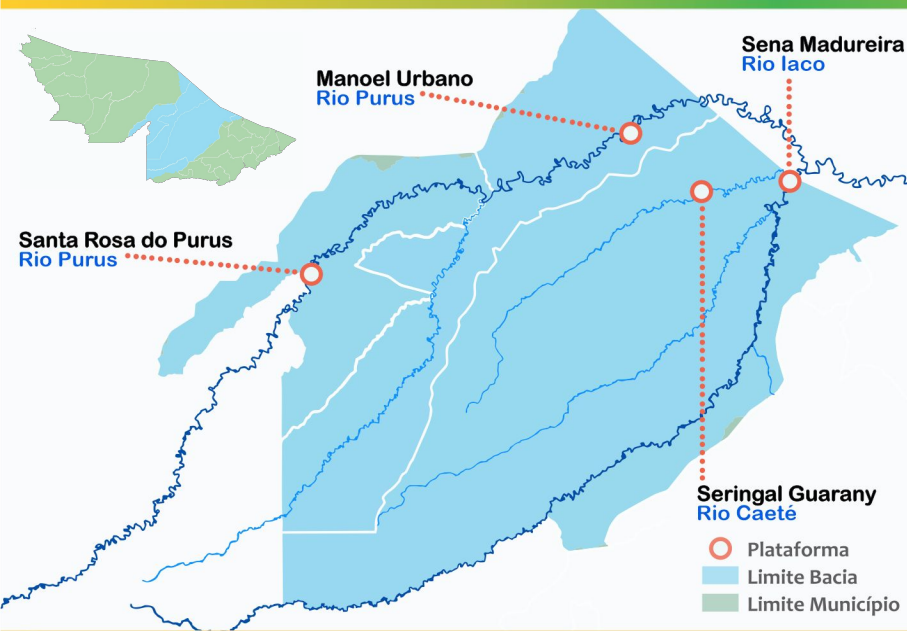 Sena Madureira
Rio Iaco
Manoel Urbano
Rio Purus
Santa Rosa do Purus
Rio Purus
Seringal Guarany
Rio Caeté
Plataforma
Limite Bacia
Limite Município